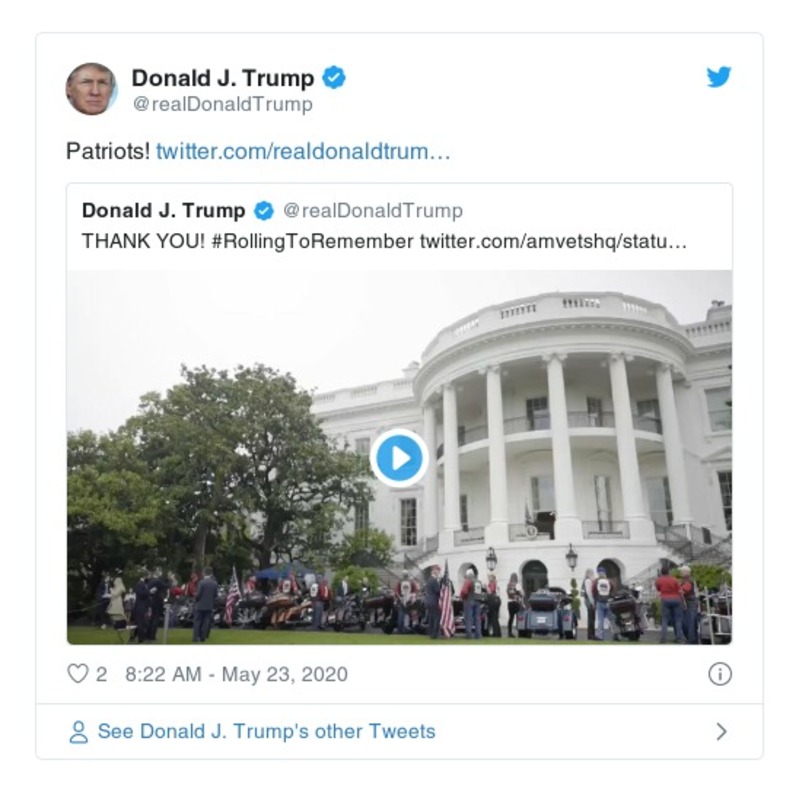 Donald J. Trump
@realDonaldTrump
Patriots! twitter.com/realdonaldtrum…
Donald J. Trump @realDonaldTrump
THANK YOU! #RollingToRemember twitter.com/amvetshq/statu…
2 8:22 AM - May 23, 2020
See Donald J. Trump's other Tweets